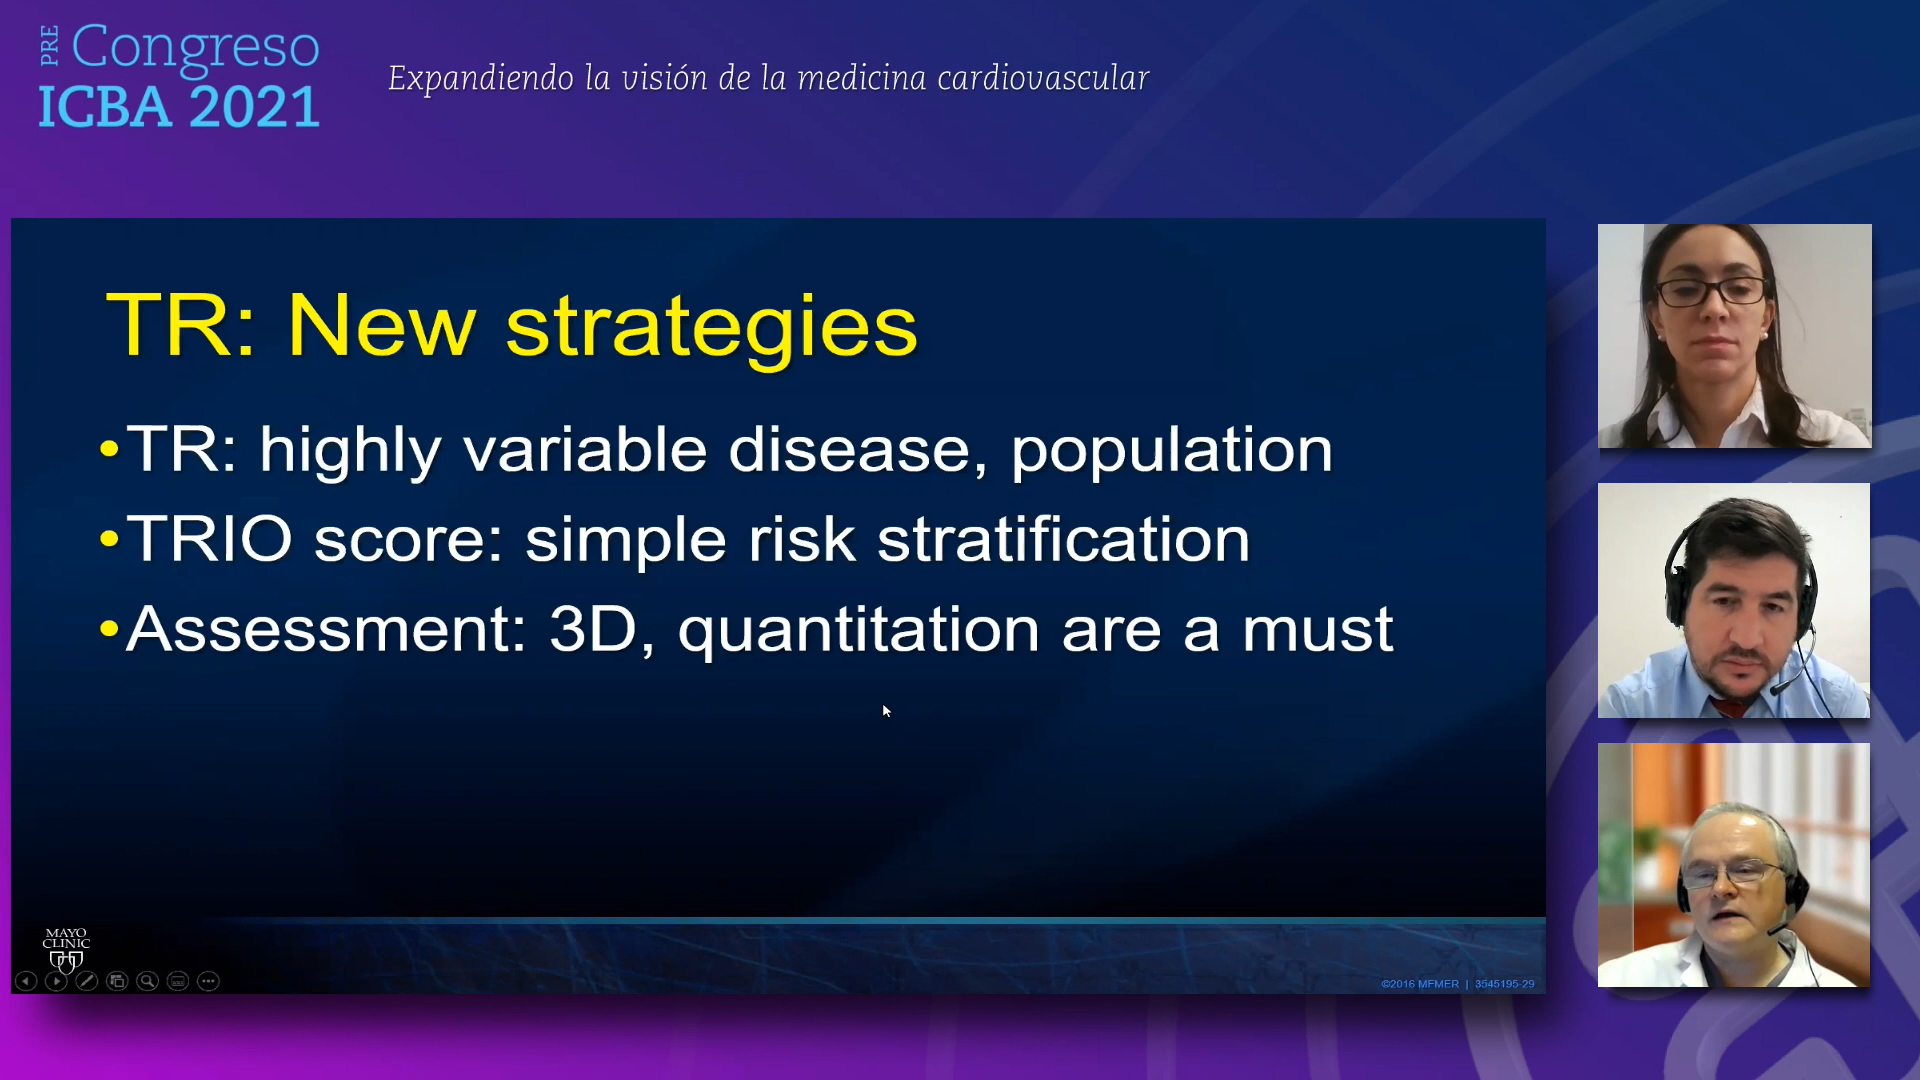 PRE Congreso
ICBA 2021
Expandiendo la visión de la medicina cardiovascular
TR: New strategies
•TR: highly variable disease, population
•TRIO score: simple risk stratification
•Assessment: 3D, quantitation are a must
MAYO
CLINIC
©2016 MFMER | 3545195-29